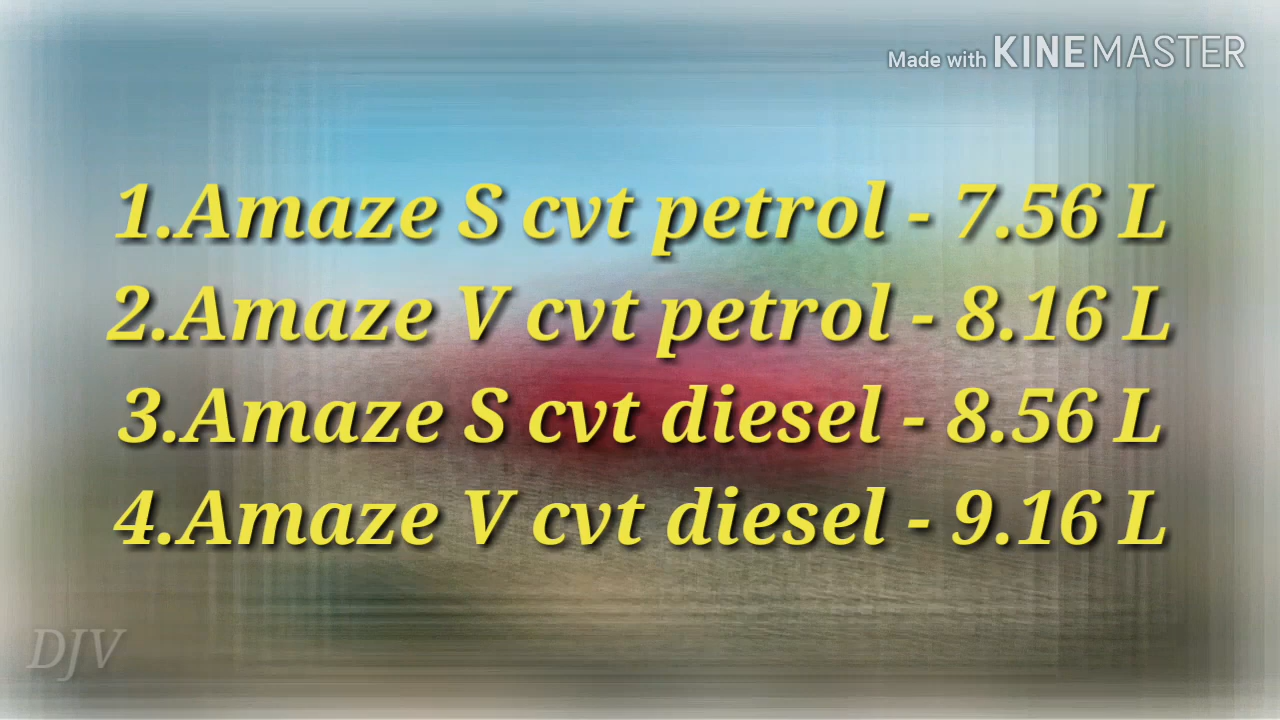 Made with KINEMASTER
1.Amaze S cvt petrol - 7.56 L
2.Amaze V cvt petrol - 8.16 L
3.Amaze S cvt diesel - 8.56 L
4.Amaze V cvt diesel - 9.16 L
DJV